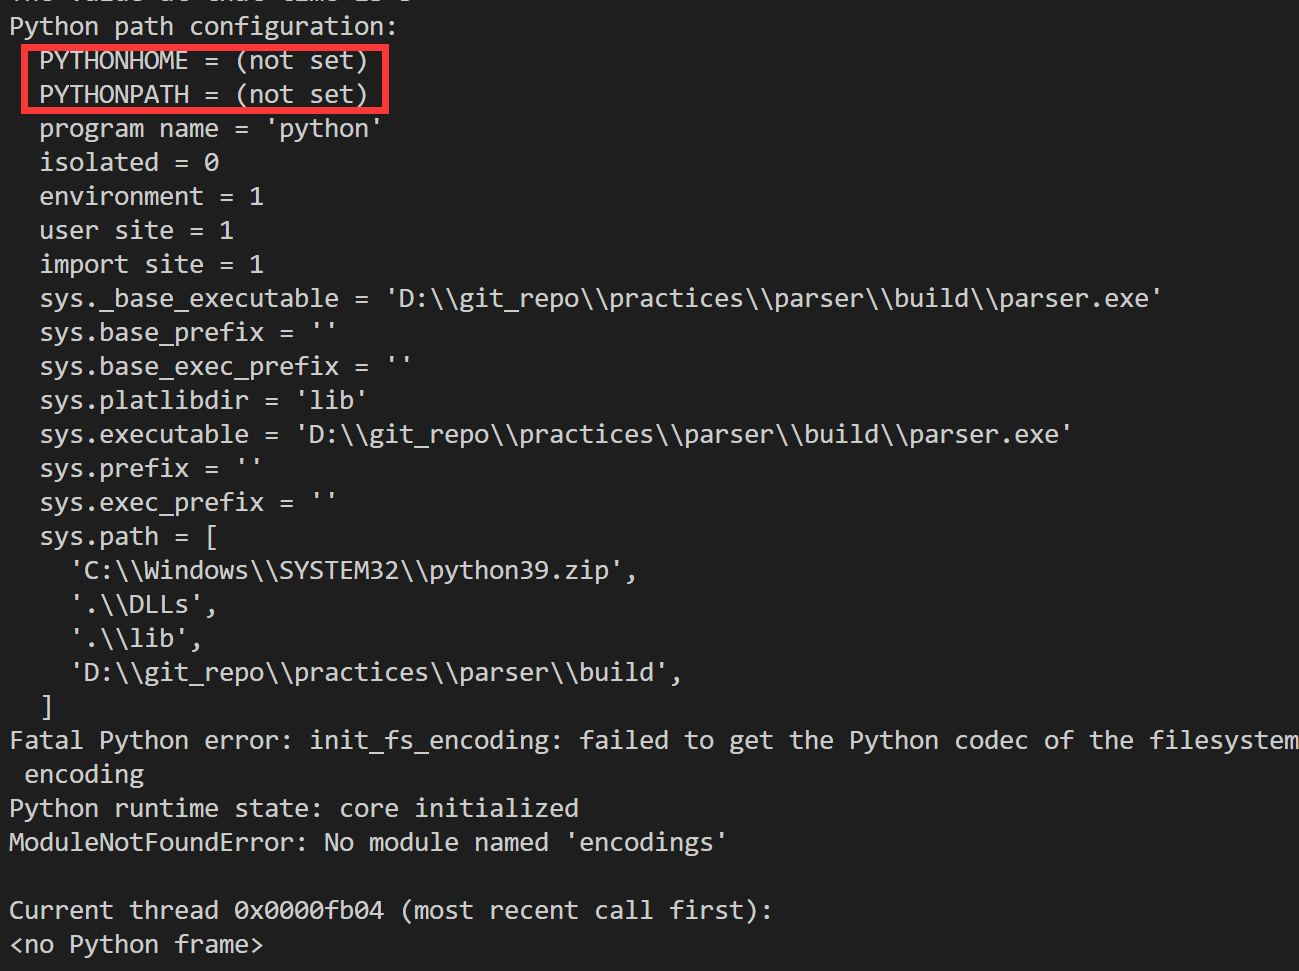 Python path configuration:
PYTHONHOME = (not set)
PYTHONPATH = (not set)
program name = 'python'
isolated = 0
environment = 1
user site = 1
import site = 1
sys._base_executable = 'D:\\git_repo\\practices\\parser\\build\\parser.exe'
sys.base_prefix = ''
sys.base_exec_prefix = ''
sys.platlibdir = 'lib'
sys.executable = 'D:\\git_repo\\practices\\parser\\build\\parser.exe'
sys.prefix = ''
sys.exec_prefix = ''
sys.path = [
'C:\\Windows\\SYSTEM32\\python39.zip',
'.\\DLLs',
'.\\lib',
'D:\\git_repo\\practices\\parser\\build',
]
Fatal Python error: init_fs_encoding: failed to get the Python codec of the filesystem
encoding
Python runtime state: core initialized
ModuleNotFoundError: No module named 'encodings'
Current thread 0x0000fb04 (most recent call first):
<no Python frame>